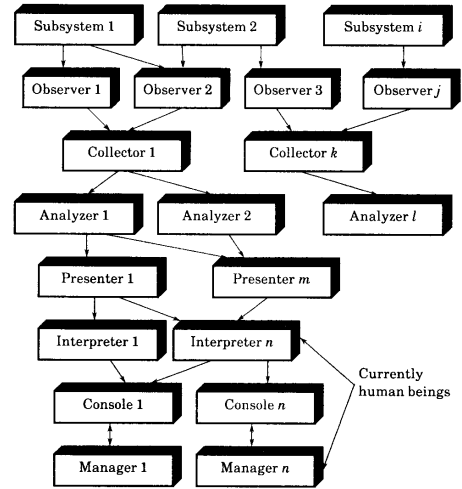 Subsystem 1
Subsystem 2
Subsystem i
Observer 1
Observer 2
Observer 3
Observer j
Collector 1
Collector k
Analyzer 1
Analyzer 2
Analyzer l
Presenter 1
Presenter m
Interpreter 1
Interpreter n
Currently
human beings
Console 1
Console n
Manager 1
Manager n